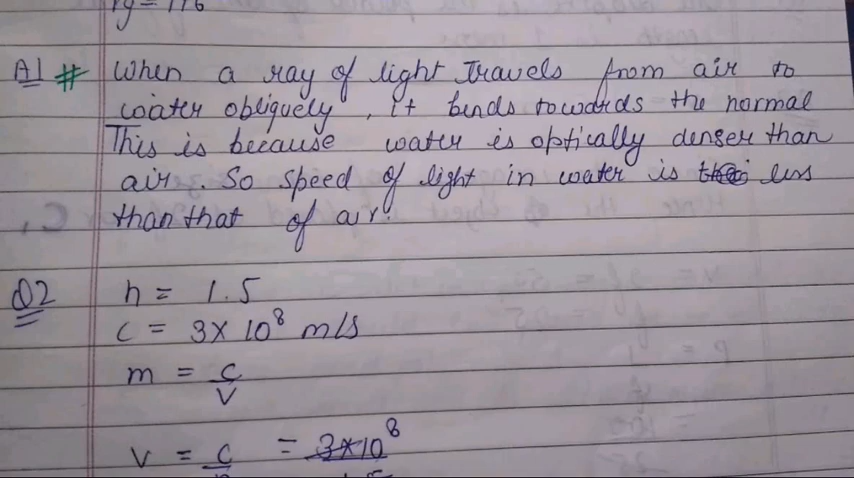 A1 # When a ray of light Travels from air to
water obliquely, it bends towards the normal
This is because water is optically denser than
air. So speed of light in water is less
than that of air.
Q2 n = 1.5
c = 3×10⁸ m/s
m = c/v
v = c = 3×10⁸